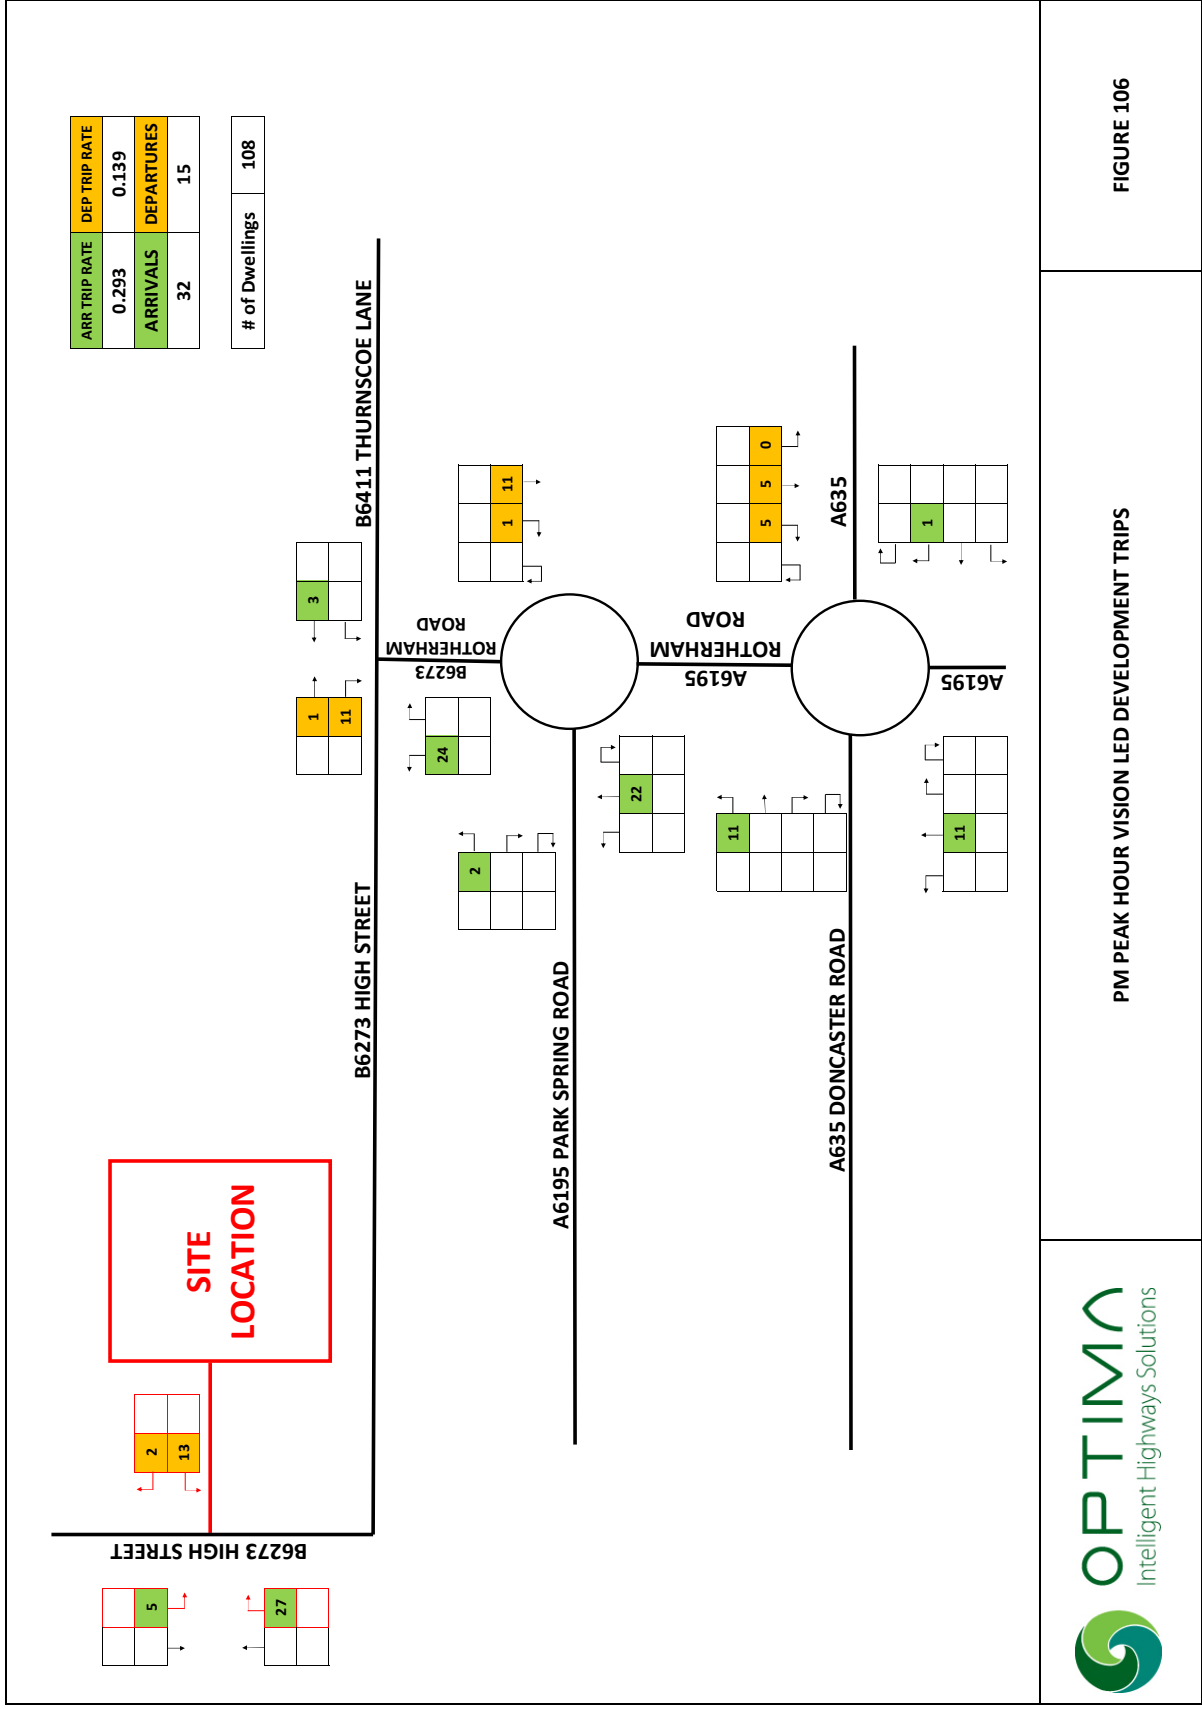 ARR TRIP RATE DEP TRIP RATE
0.293 0.139
ARRIVALS DEPARTURES
32 15
# of Dwellings 108
SITE
LOCATION
2
13
B6273 HIGH STREET
5
27
B6273 HIGH STREET
B6411 THURNSCOE LANE
1
11
3
B6273
ROTHERHAM
ROAD
24
1 11
2
22
A6195 PARK SPRING ROAD
A6195
ROTHERHAM
ROAD
5 5 0
11
A635 DONCASTER ROAD
A635
1
11
A6195
OPTIMA
Intelligent Highways Solutions
PM PEAK HOUR VISION LED DEVELOPMENT TRIPS
FIGURE 106